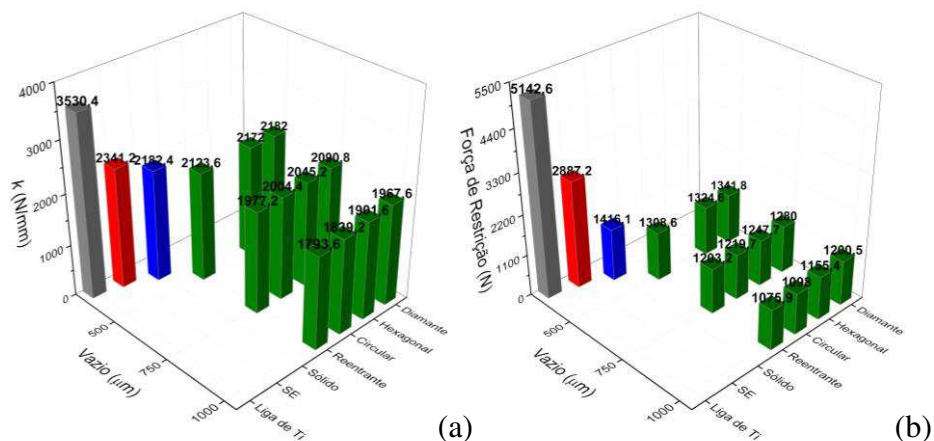 4000
3000
2000
1000
0
k (N/mm)
3530,4
2341,2
2182,4
2123,6
2172
2182
1977,2
2004,4
2045,2
2090,8
1793,6
1839,2
1901,6
1967,6
500
750
1000
Vazio (µm)
Diamante
Hexagonal
Circular
Reentrante
Sólido
SE
Liga de Ti
(a)
5500
4400
3300
2200
1100
0
Força de Restrição (N)
5142,6
2887,2
1416,1
1308,6
1324,6
1341,8
1203,2
1219,7
1247,7
1280
1075,9
1093
1155,4
1200,5
500
750
1000
Vazio (µm)
Diamante
Hexagonal
Circular
Reentrante
Sólido
SE
Liga de Ti
(b)